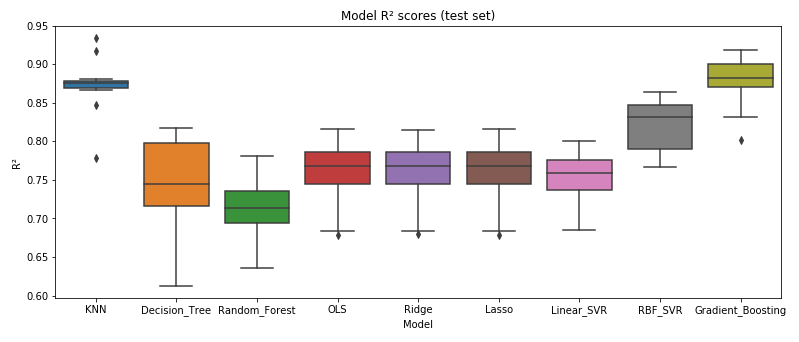 Model R² scores (test set)
R²
0.95
0.90
0.85
0.80
0.75
0.70
0.65
0.60
KNN Decision_Tree Random_Forest OLS Ridge Lasso Linear_SVR RBF_SVR Gradient_Boosting
Model